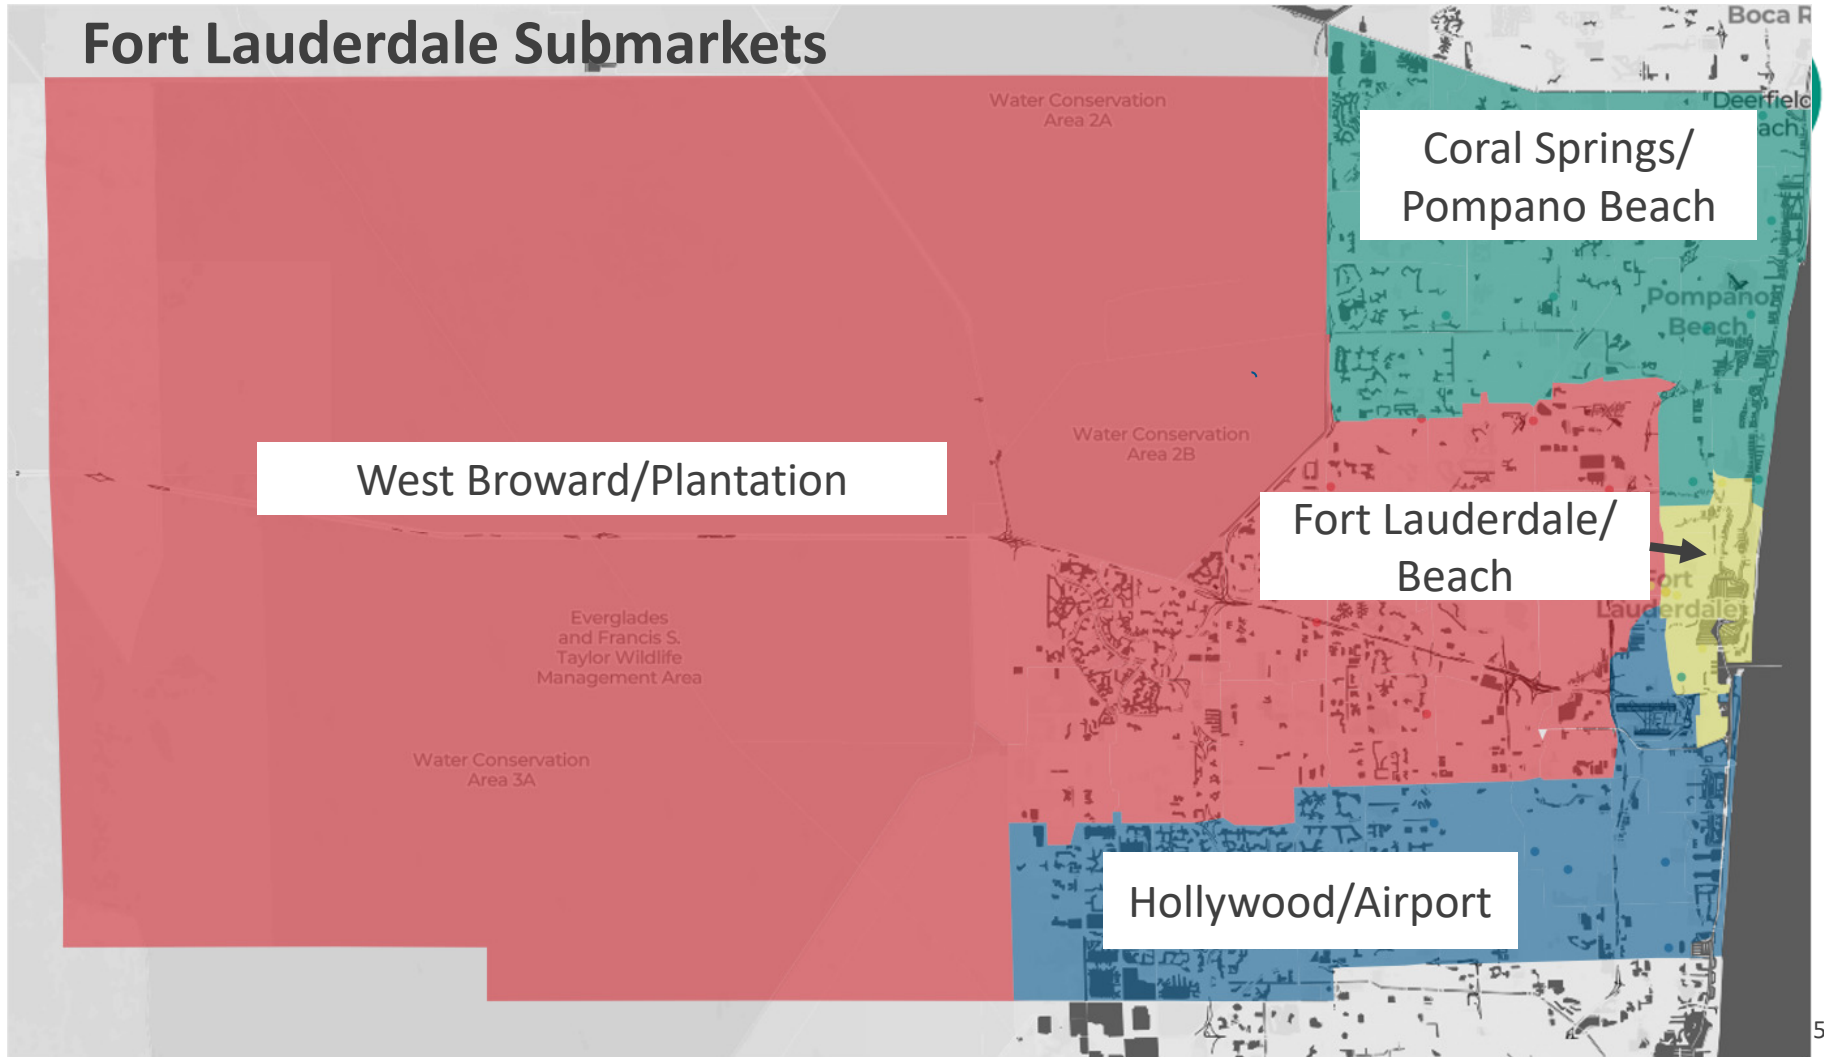 Fort Lauderdale Submarkets
Boca R
Water Conservation
Area 2A
Deerfield
ach
Coral Springs/
Pompano Beach
Pompano
Beach
Water Conservation
Area 2B
West Broward/Plantation
Fort Lauderdale/
Beach
Fort
Lauderdale
Everglades
and Francis S.
Taylor Wildlife
Management Area
Water Conservation
Area 3A
Hollywood/Airport
5